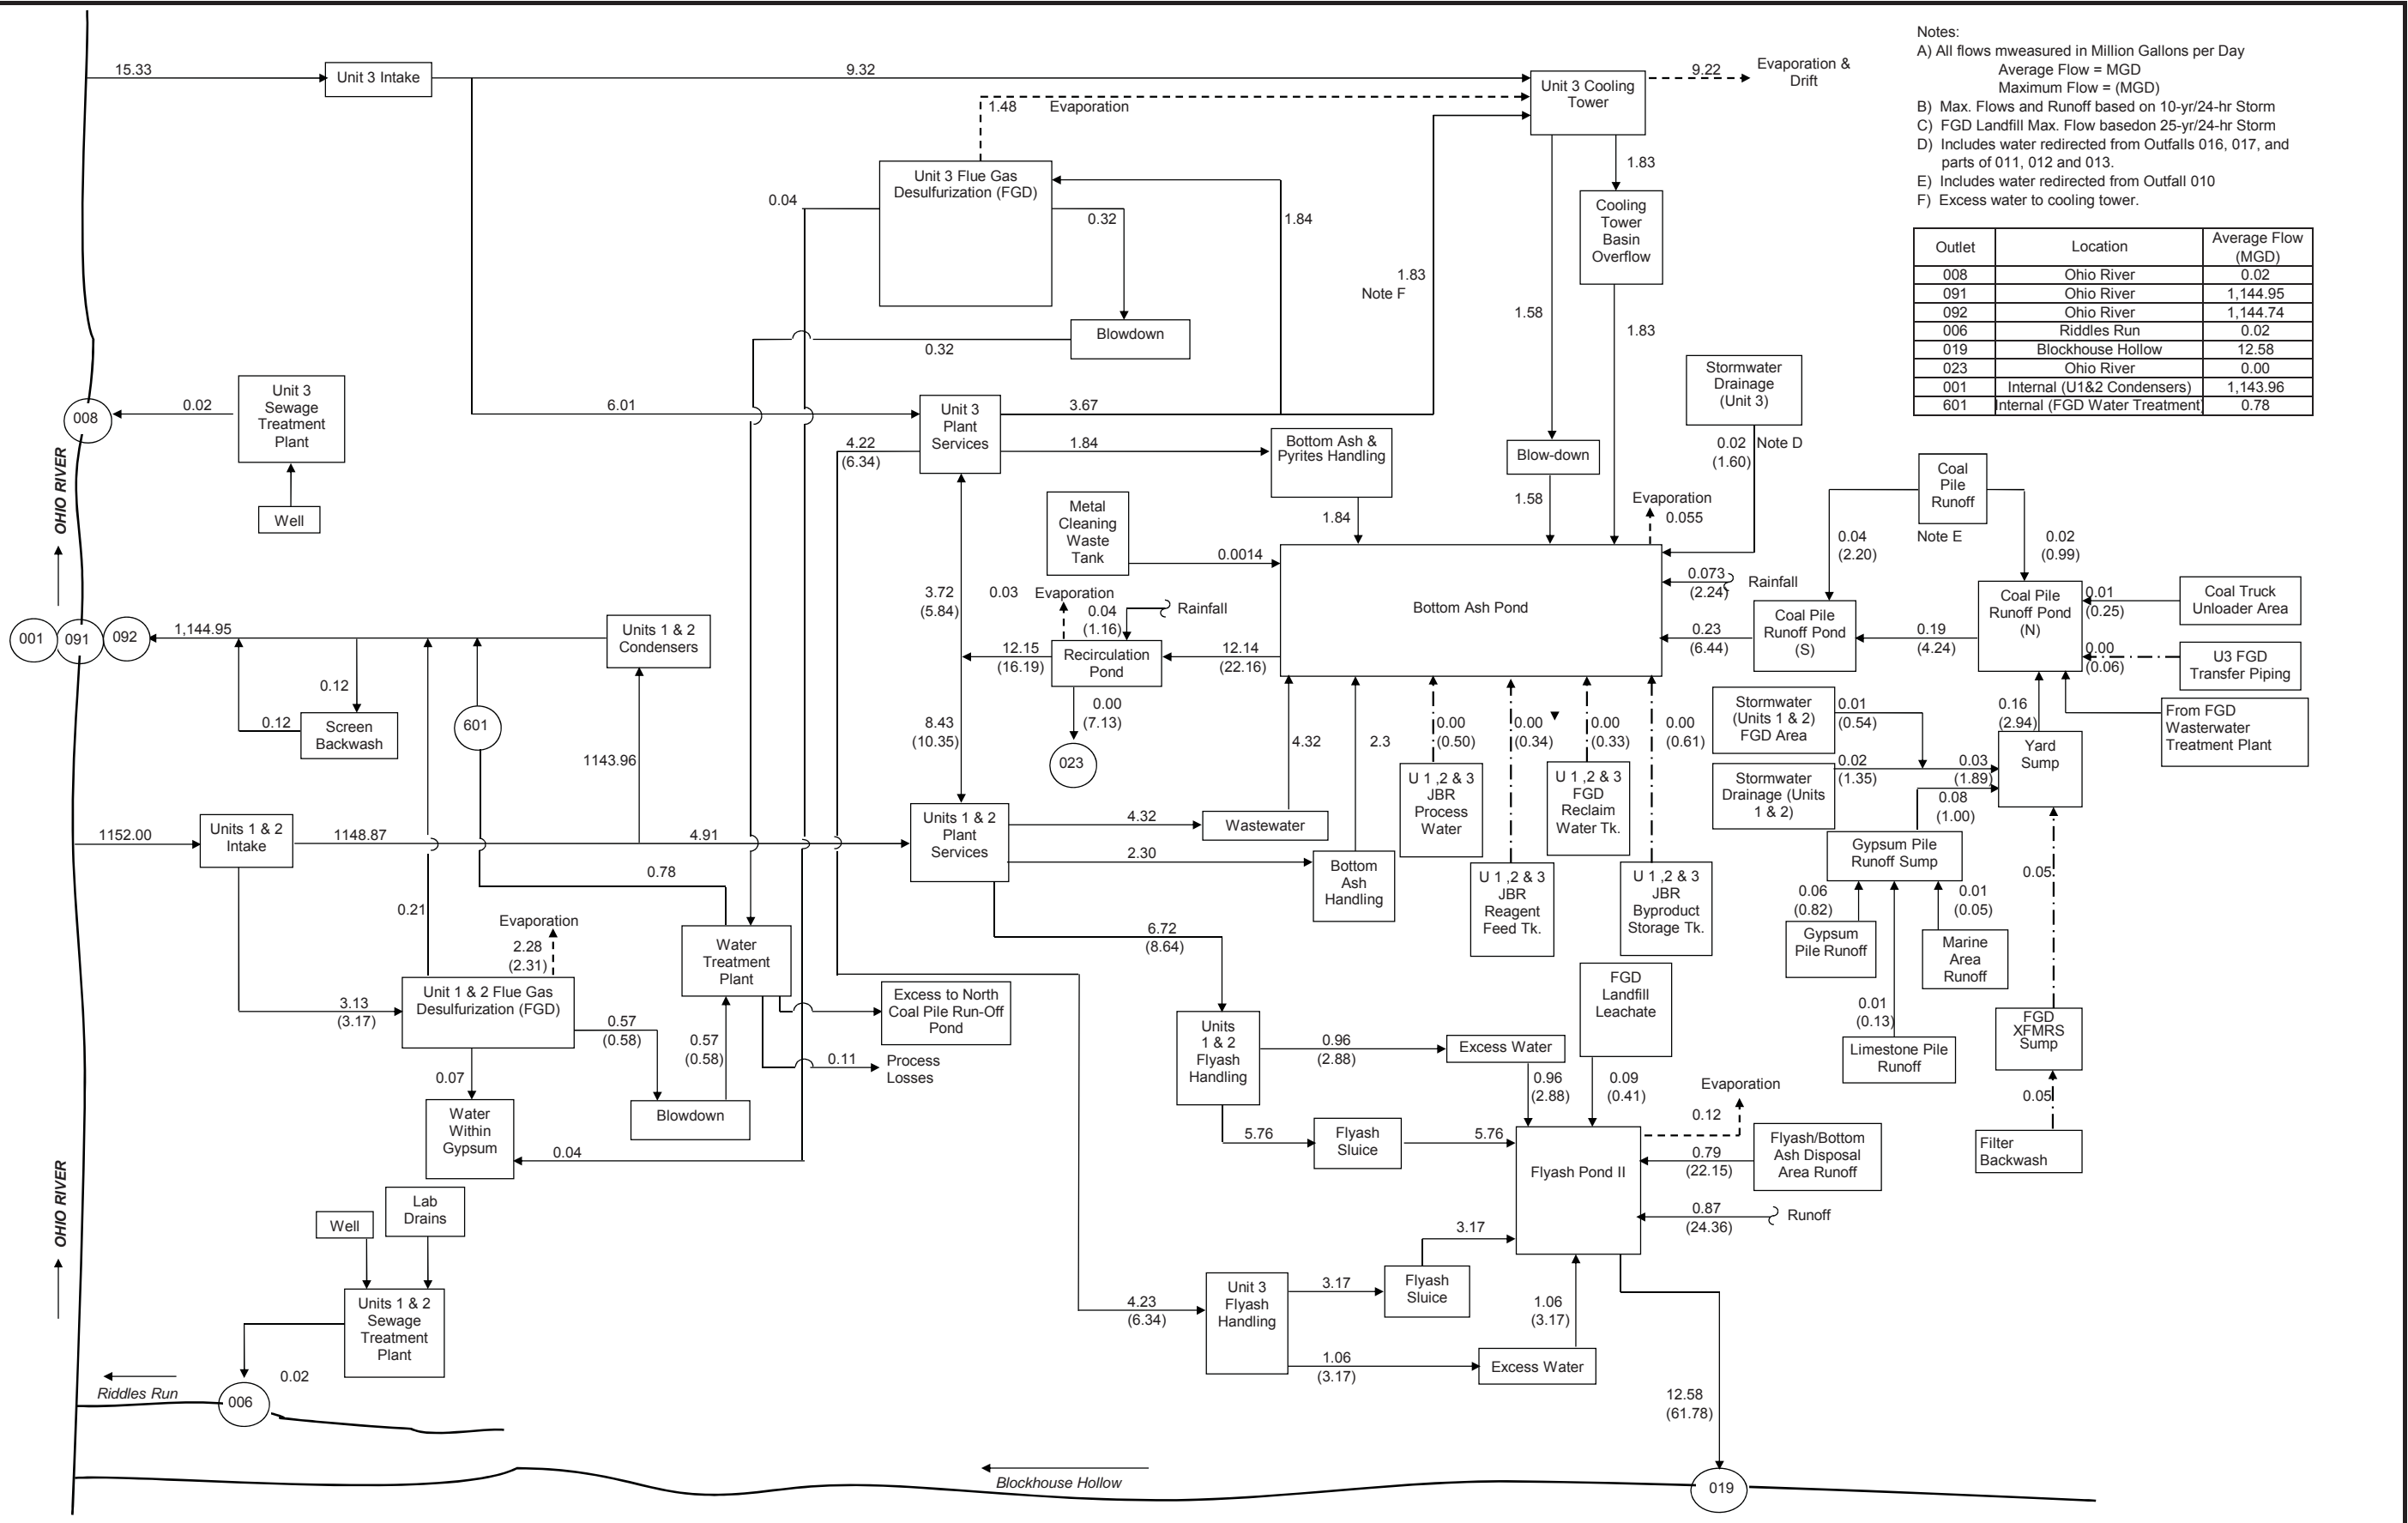 Notes:
A) All flows mweasured in Million Gallons per Day
Average Flow = MGD
Maximum Flow = (MGD)
B) Max. Flows and Runoff based on 10-yr/24-hr Storm
C) FGD Landfill Max. Flow basedon 25-yr/24-hr Storm
D) Includes water redirected from Outfalls 016, 017, and
parts of 011, 012 and 013.
E) Includes water redirected from Outfall 010
F) Excess water to cooling tower.
Outlet Location Average Flow
(MGD)
008 Ohio River 0.02
091 Ohio River 1,144.95
092 Ohio River 1,144.74
006 Riddles Run 0.02
019 Blockhouse Hollow 12.58
023 Ohio River 0.00
001 Internal (U1&2 Condensers) 1,143.96
601 Internal (FGD Water Treatment) 0.78
15.33
Unit 3 Intake
9.32
Unit 3 Cooling
Tower
9.22
Evaporation &
Drift
1.48 Evaporation
Unit 3 Flue Gas
Desulfurization (FGD)
0.04
0.32
1.84
1.83
Note F
1.83
Cooling
Tower
Basin
Overflow
1.58
1.83
Blowdown
0.32
Stormwater
Drainage
(Unit 3)
0.02 Note D
(1.60)
Unit 3
Sewage
Treatment
Plant
0.02
008
Well
OHIO RIVER
6.01
Unit 3
Plant
Services
3.67
4.22
(6.34)
1.84
Bottom Ash &
Pyrites Handling
1.84
Blow-down
1.58
Evaporation
0.055
Coal
Pile
Runoff
Note E
0.04
(2.20)
0.02
(0.99)
Metal
Cleaning
Waste
Tank
0.0014
Bottom Ash Pond
0.073
(2.24)
Rainfall
Coal Pile
Runoff Pond
(S)
0.23
(6.44)
0.19
(4.24)
Coal Pile
Runoff Pond
(N)
0.01
(0.25)
Coal Truck
Unloader Area
0.00
(0.06)
U3 FGD
Transfer Piping
From FGD
Wasterwater
Treatment Plant
3.72
(5.84)
0.03
Evaporation
0.04
(1.16)
Rainfall
12.15
(16.19)
Recirculation
Pond
12.14
(22.16)
0.00
(7.13)
023
8.43
(10.35)
001
091
092
1,144.95
Units 1 & 2
Condensers
0.12
0.12
Screen
Backwash
601
1143.96
4.32
2.3
0.00
(0.50)
0.00
(0.34)
0.00
(0.33)
0.00
(0.61)
U 1 ,2 & 3
JBR
Process
Water
U 1 ,2 & 3
FGD
Reclaim
Water Tk.
U 1 ,2 & 3
JBR
Reagent
Feed Tk.
U 1 ,2 & 3
JBR
Byproduct
Storage Tk.
Stormwater
(Units 1 & 2)
FGD Area
0.01
(0.54)
Stormwater
Drainage (Units
1 & 2)
0.02
(1.35)
0.03
(1.89)
0.16
(2.94)
Yard
Sump
0.08
(1.00)
Gypsum Pile
Runoff Sump
0.06
(0.82)
0.01
(0.05)
Gypsum
Pile Runoff
Marine
Area
Runoff
0.01
(0.13)
Limestone Pile
Runoff
0.05
FGD
XFMRS
Sump
0.05
Filter
Backwash
1152.00
Units 1 & 2
Intake
1148.87
4.91
Units 1 & 2
Plant
Services
4.32
Wastewater
2.30
Bottom
Ash
Handling
0.78
0.21
Evaporation
2.28
(2.31)
3.13
(3.17)
Unit 1 & 2 Flue Gas
Desulfurization (FGD)
0.57
(0.58)
0.57
(0.58)
Water
Treatment
Plant
Excess to North
Coal Pile Run-Off
Pond
0.11
Process
Losses
Blowdown
0.07
Water
Within
Gypsum
0.04
6.72
(8.64)
Units
1 & 2
Flyash
Handling
0.96
(2.88)
Excess Water
0.96
(2.88)
FGD
Landfill
Leachate
0.09
(0.41)
5.76
Flyash
Sluice
5.76
Flyash Pond II
Evaporation
0.12
Flyash/Bottom
Ash Disposal
Area Runoff
0.79
(22.15)
0.87
(24.36)
Runoff
4.23
(6.34)
Unit 3
Flyash
Handling
3.17
Flyash
Sluice
3.17
1.06
(3.17)
Excess Water
1.06
(3.17)
12.58
(61.78)
019
OHIO RIVER
Well
Lab
Drains
Units 1 & 2
Sewage
Treatment
Plant
0.02
006
Riddles Run
Blockhouse Hollow